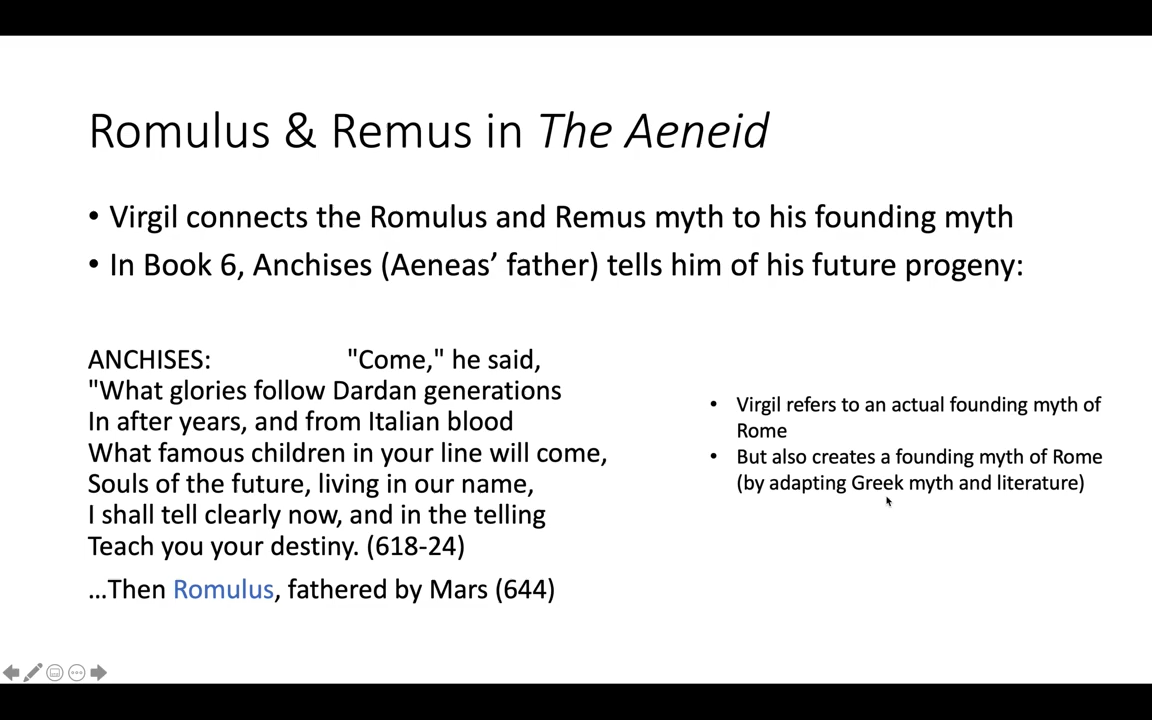 Romulus & Remus in The Aeneid
• Virgil connects the Romulus and Remus myth to his founding myth
• In Book 6, Anchises (Aeneas’ father) tells him of his future progeny:
ANCHISES: "Come," he said,
"What glories follow Dardan generations
In after years, and from Italian blood
What famous children in your line will come,
Souls of the future, living in our name,
I shall tell clearly now, and in the telling
Teach you your destiny. (618-24)
…Then Romulus, fathered by Mars (644)
• Virgil refers to an actual founding myth of
Rome
• But also creates a founding myth of Rome
(by adapting Greek myth and literature)